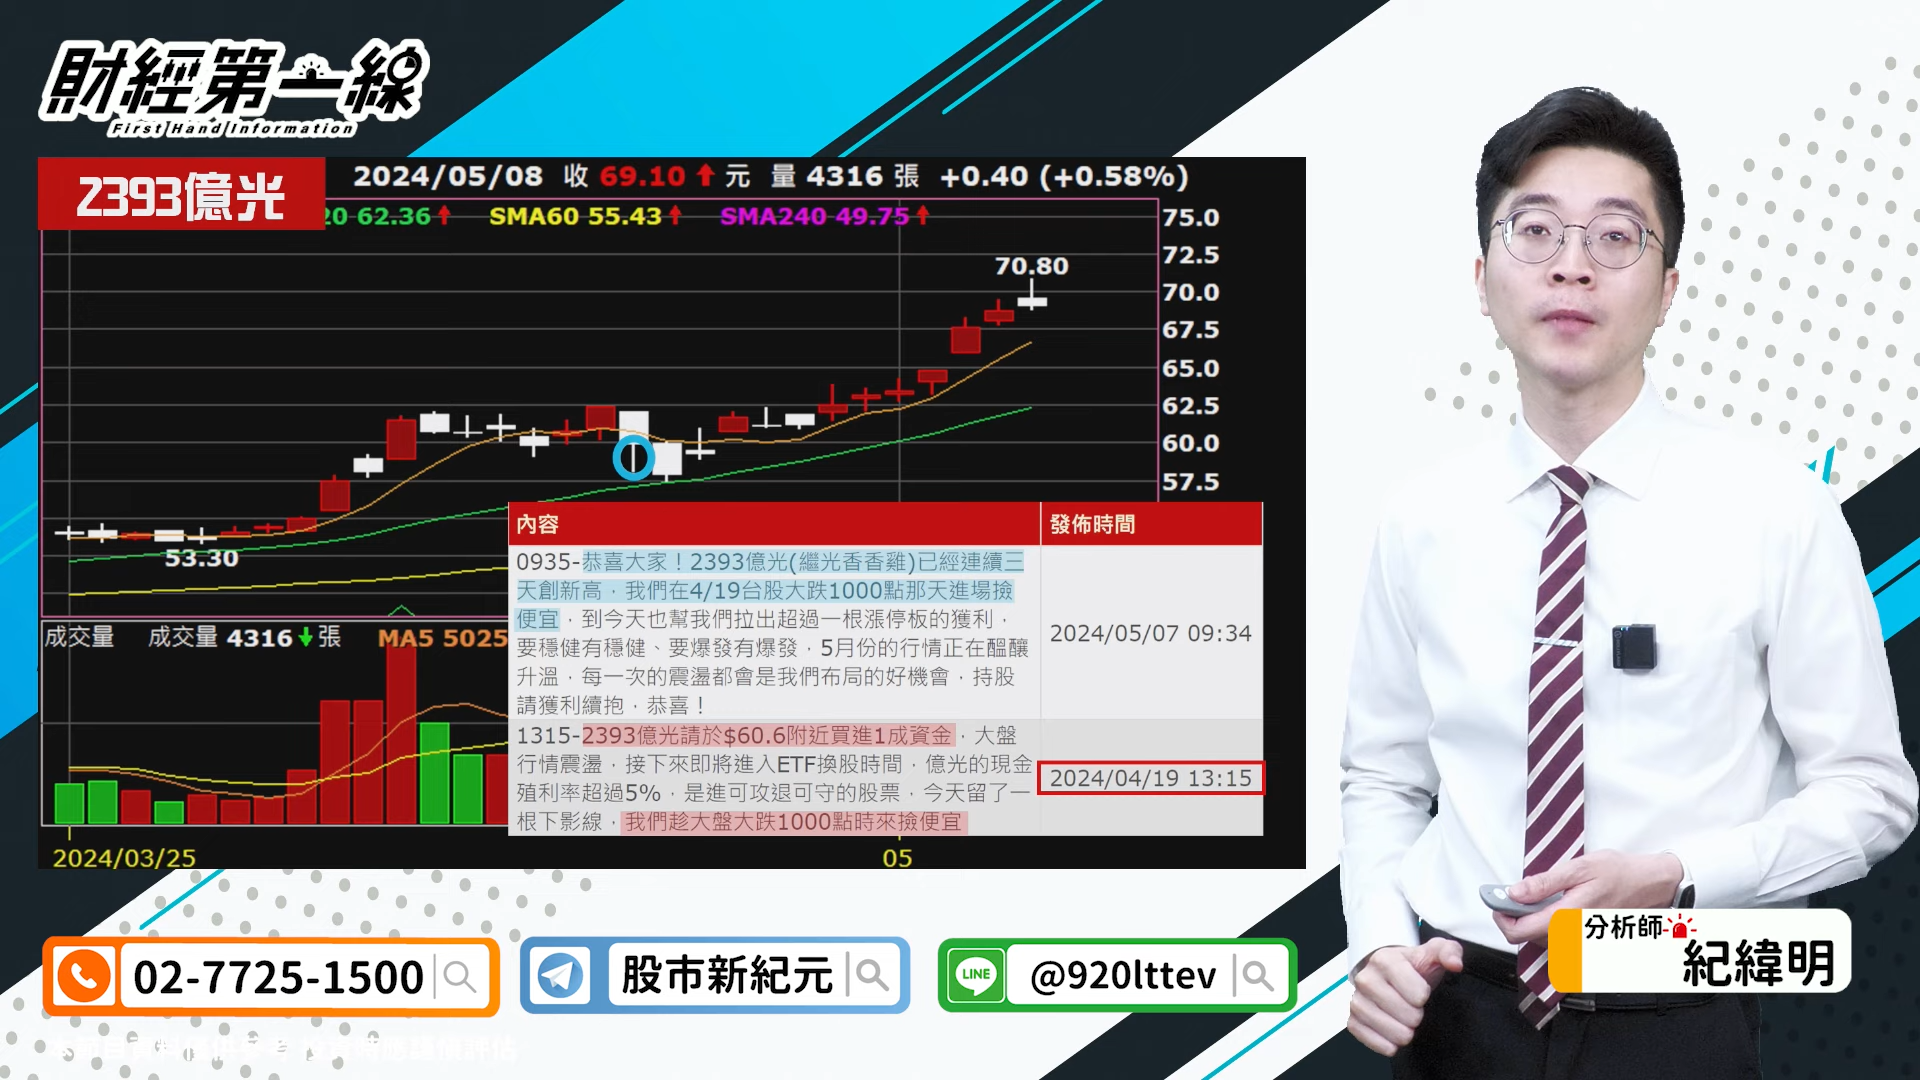 財經第一線
First Hand Information
2393億光
2024/05/08 收 69.10 元 量 4316 張 +0.40 (+0.58%)
20 62.36 SMA60 55.43 SMA240 49.75
75.0
72.5
70.80
70.0
67.5
65.0
62.5
60.0
57.5
53.30
內容 發佈時間
0935-恭喜大家！2393億光(繼光香香雞)已經連續三
天創新高，我們在4/19台股大跌1000點那天進場撿
便宜，到今天也幫我們拉出超過一根漲停板的獲利，
要穩健有穩健、要爆發有爆發，5月份的行情正在醞釀
升溫，每一次的震盪都會是我們布局的好機會，持股
請獲利續抱，恭喜！
2024/05/07 09:34
1315-2393億光請於$60.6附近買進1成資金，大盤
行情震盪，接下來即將進入ETF換股時間，億光的現金
殖利率超過5%，是進可攻退可守的股票，今天留了一
根下影線，我們趁大盤大跌1000點時來撿便宜
2024/04/19 13:15
成交量 成交量 4316 張 MA5 5025
2024/03/25 05
02-7725-1500
股市新紀元
LINE
@920lttev
分析師
紀緯明